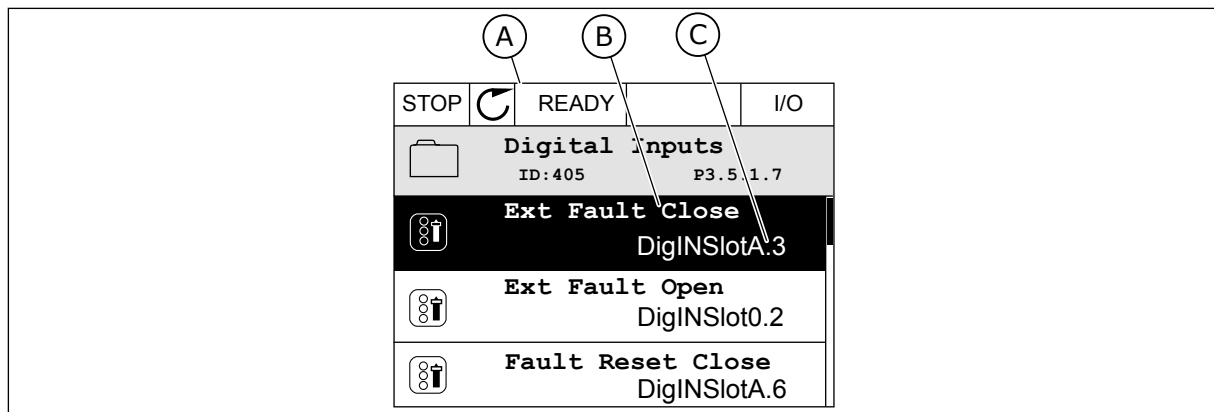 A B C
STOP READY I/O
Digital Inputs
ID:405 P3.5.1.7
Ext Fault Close
DigINSlotA.3
Ext Fault Open
DigINSlot0.2
Fault Reset Close
DigINSlotA.6